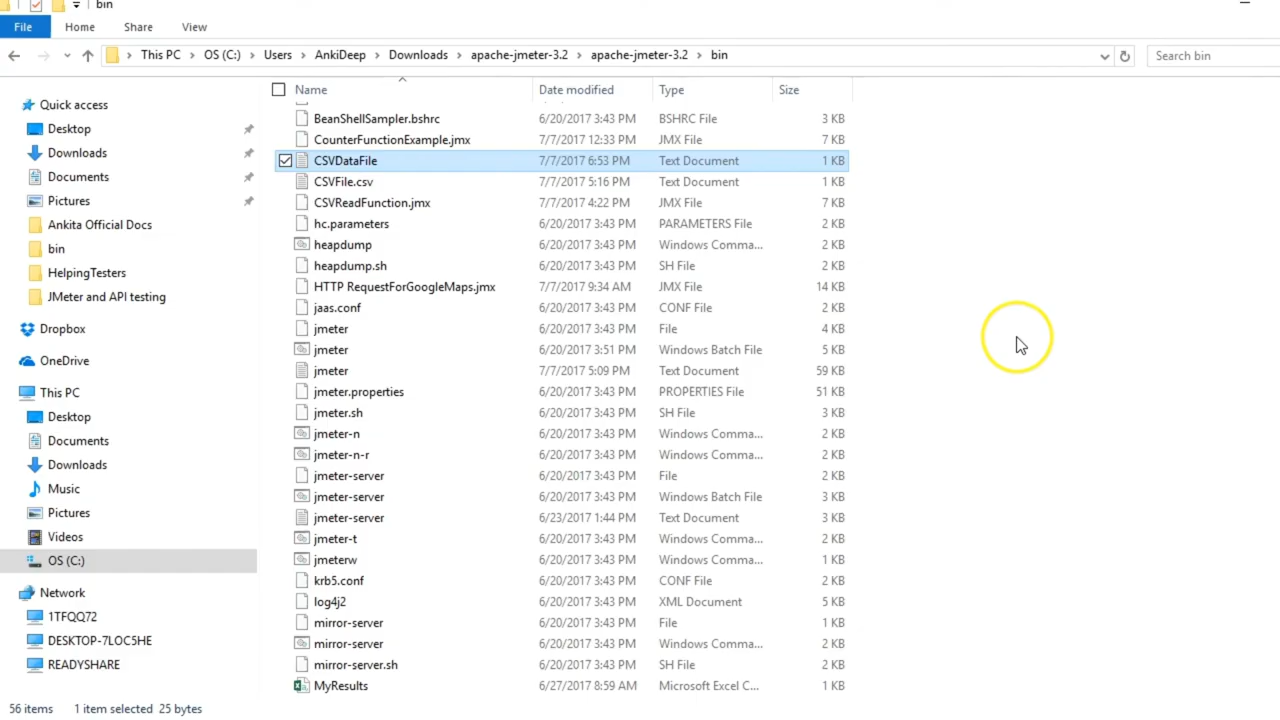 bin
File Home Share View
This PC OS (C:) Users AnkiDeep Downloads apache-jmeter-3.2 apache-jmeter-3.2 bin Search bin
Name Date modified Type Size
Quick access
Desktop
Downloads
Documents
Pictures
Ankita Official Docs
bin
HelpingTesters
JMeter and API testing
Dropbox
OneDrive
This PC
Desktop
Documents
Downloads
Music
Pictures
Videos
OS (C:)
Network
1TFQQ72
DESKTOP-7LOC5HE
READYSHARE
BeanShellSampler.bshrc 6/20/2017 3:43 PM BSHRC File 3 KB
CounterFunctionExample.jmx 7/7/2017 12:33 PM JMX File 7 KB
CSVDataFile 7/7/2017 6:53 PM Text Document 1 KB
CSVFile.csv 7/7/2017 5:16 PM Text Document 1 KB
CSVReadFunction.jmx 7/7/2017 4:22 PM JMX File 7 KB
hc.parameters 6/20/2017 3:43 PM PARAMETERS File 2 KB
heapdump 6/20/2017 3:43 PM Windows Comma... 2 KB
heapdump.sh 6/20/2017 3:43 PM SH File 2 KB
HTTP RequestForGoogleMaps.jmx 7/7/2017 9:34 AM JMX File 14 KB
jaas.conf 6/20/2017 3:43 PM CONF File 2 KB
jmeter 6/20/2017 3:43 PM File 4 KB
jmeter 6/20/2017 3:51 PM Windows Batch File 5 KB
jmeter 7/7/2017 5:09 PM Text Document 59 KB
jmeter.properties 6/20/2017 3:43 PM PROPERTIES File 51 KB
jmeter.sh 6/20/2017 3:43 PM SH File 3 KB
jmeter-n 6/20/2017 3:43 PM Windows Comma... 2 KB
jmeter-n-r 6/20/2017 3:43 PM Windows Comma... 2 KB
jmeter-server 6/20/2017 3:43 PM File 2 KB
jmeter-server 6/20/2017 3:43 PM Windows Batch File 3 KB
jmeter-server 6/23/2017 1:44 PM Text Document 3 KB
jmeter-t 6/20/2017 3:43 PM Windows Comma... 2 KB
jmeterw 6/20/2017 3:43 PM Windows Comma... 1 KB
krb5.conf 6/20/2017 3:43 PM CONF File 2 KB
log4j2 6/20/2017 3:43 PM XML Document 5 KB
mirror-server 6/20/2017 3:43 PM File 2 KB
mirror-server 6/20/2017 3:43 PM Windows Comma... 2 KB
mirror-server.sh 6/20/2017 3:43 PM SH File 2 KB
MyResults 6/27/2017 8:59 AM Microsoft Excel C... 1 KB
56 items 1 item selected 25 bytes